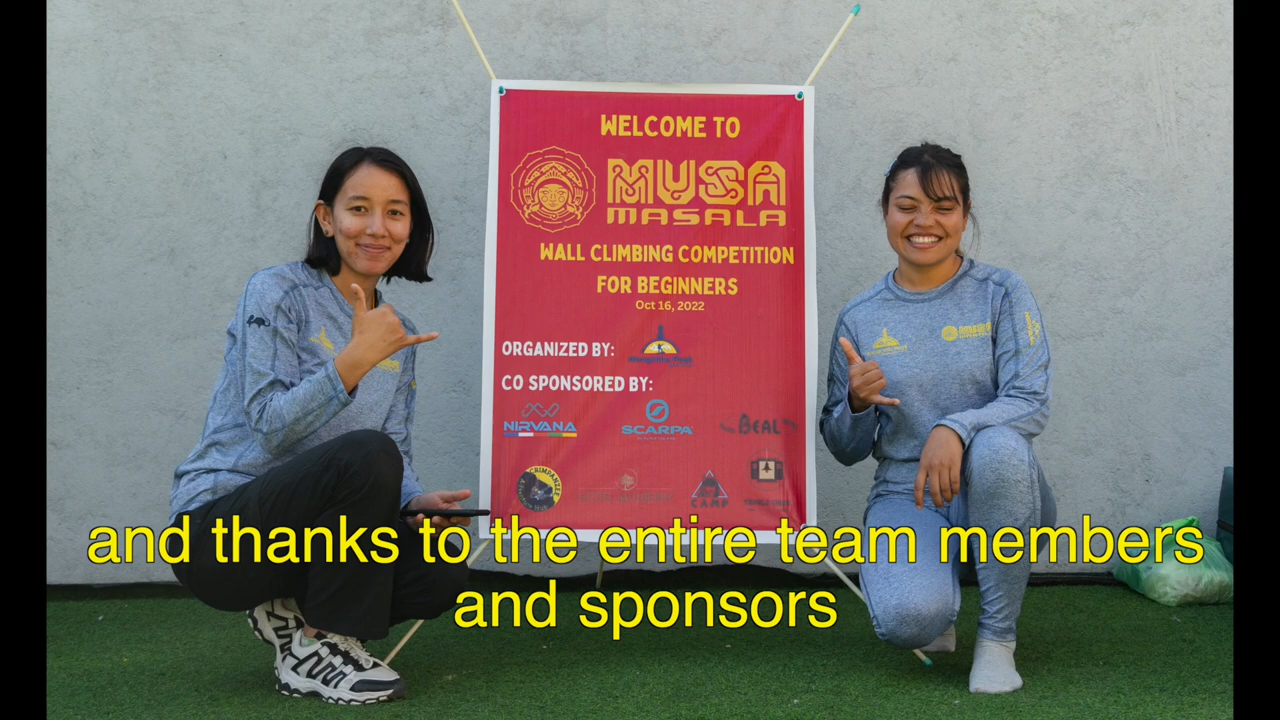 WELCOME TO
MUSA
MASALA
WALL CLIMBING COMPETITION
FOR BEGINNERS
Oct 16, 2022
ORGANIZED BY:
CO SPONSORED BY:
NIRVANA
SCARPA
BEAL
CAMP
and thanks to the entire team members
and sponsors